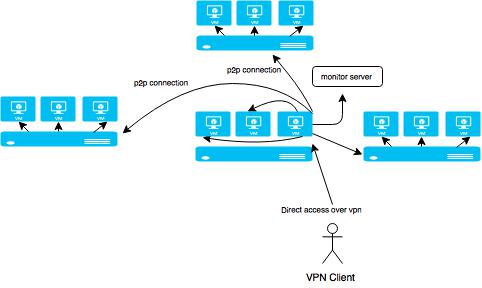 VM VM VM
p2p connection
p2p connection
monitor server
VM VM VM
VM VM VM
VM VM VM
Direct access over vpn
VPN Client